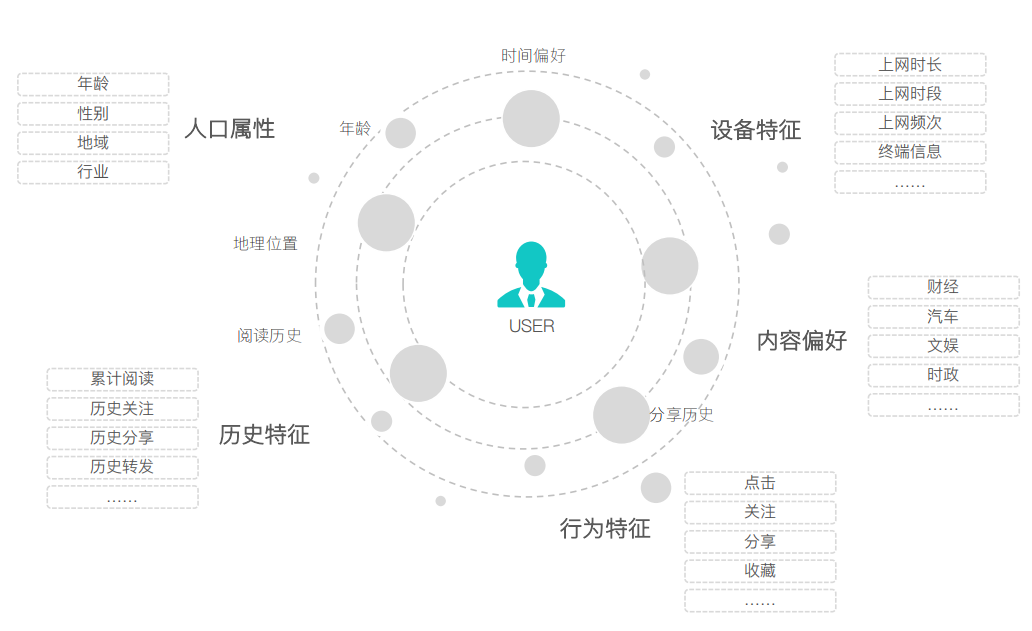 时间偏好
年龄
性别
地域
行业
人口属性
年龄
设备特征
上网时长
上网时段
上网频次
终端信息
……
地理位置
阅读历史
USER
内容偏好
财经
汽车
文娱
时政
……
累计阅读
历史关注
历史分享
历史转发
……
历史特征
分享历史
行为特征
点击
关注
分享
收藏
……